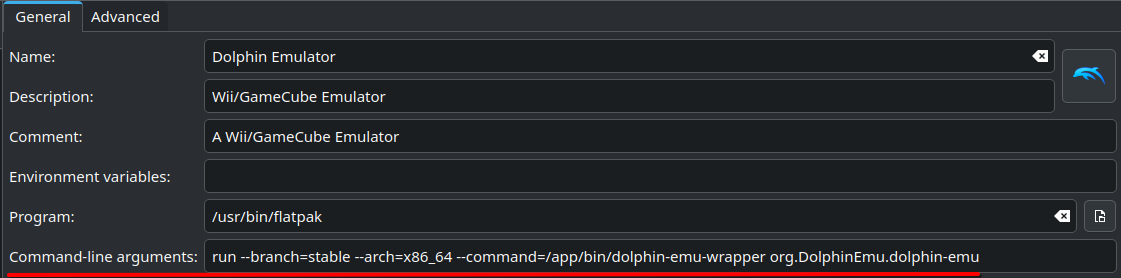 General Advanced
Name: Dolphin Emulator
Description: Wii/GameCube Emulator
Comment: A Wii/GameCube Emulator
Environment variables:
Program: /usr/bin/flatpak
Command-line arguments: run --branch=stable --arch=x86_64 --command=/app/bin/dolphin-emu-wrapper org.DolphinEmu.dolphin-emu